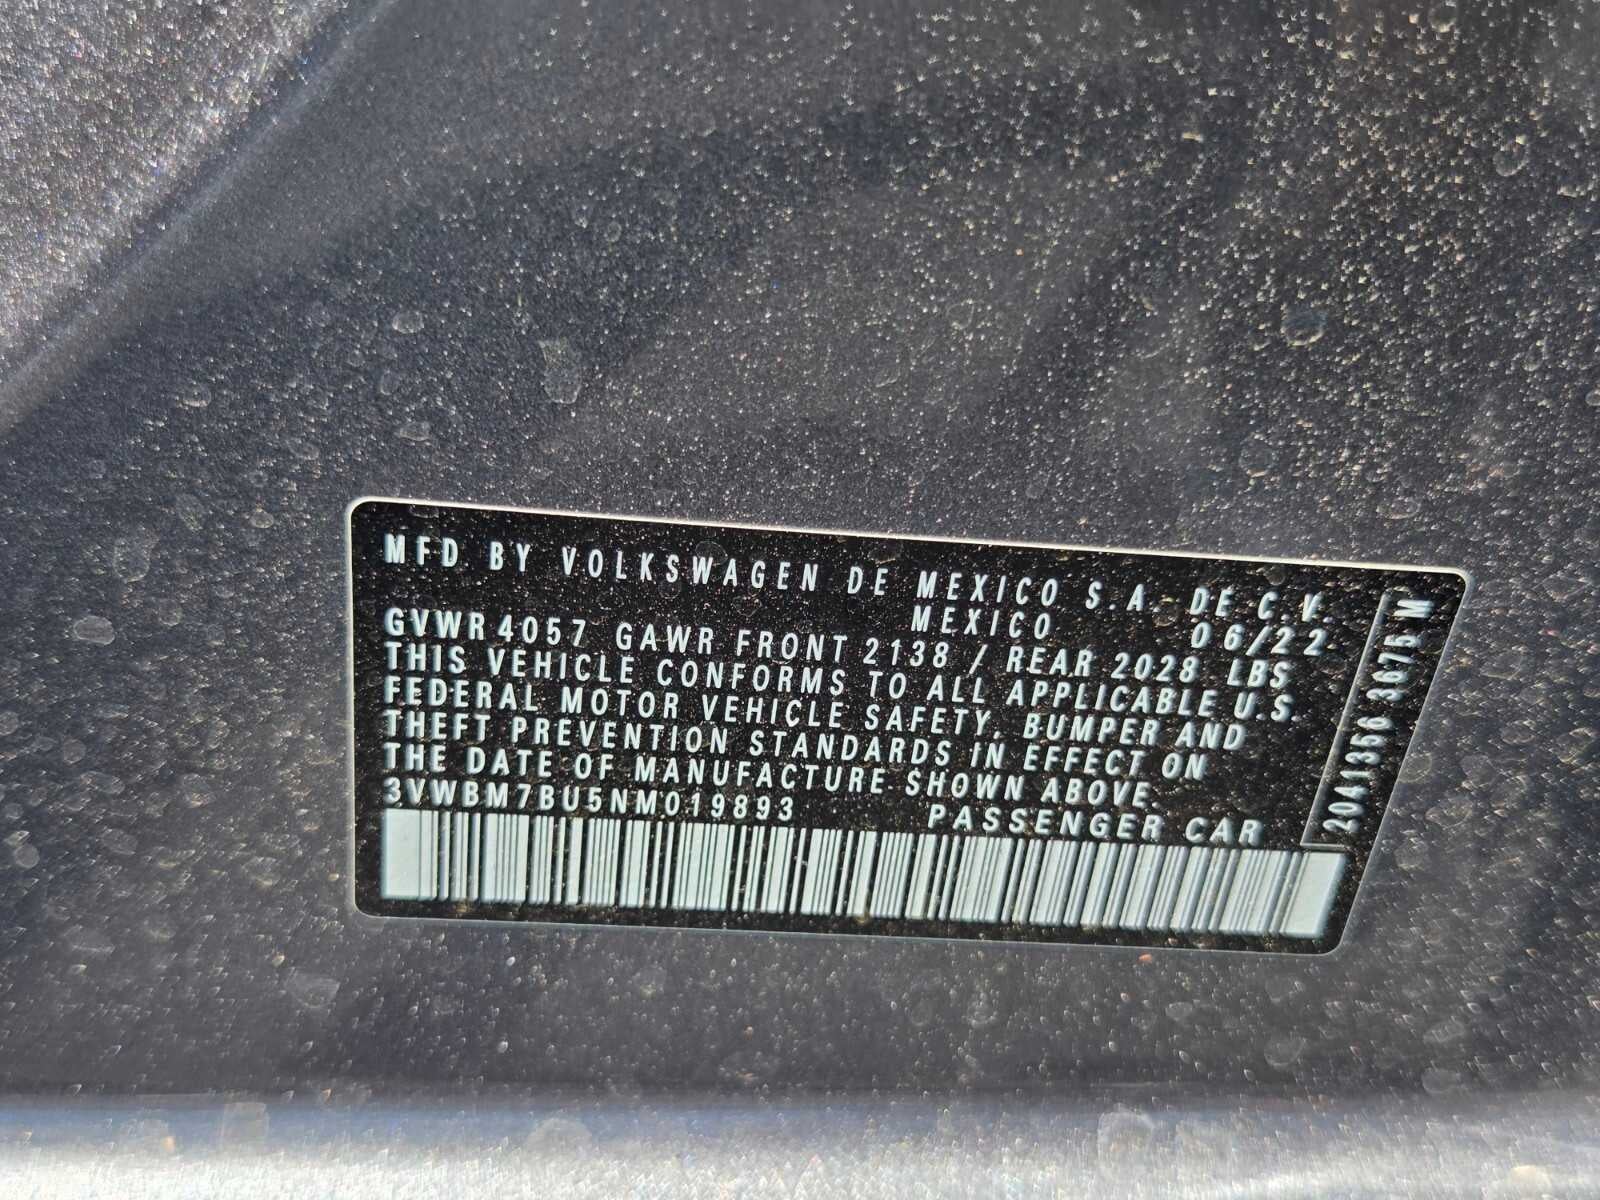 MFD BY VOLKSWAGEN DE MEXICO S.A. DE C.V.
MEXICO 06/22
GVWR 4057 GAWR FRONT 2138 / REAR 2028 LBS
THIS VEHICLE CONFORMS TO ALL APPLICABLE U.S.
FEDERAL MOTOR VEHICLE SAFETY, BUMPER AND
THEFT PREVENTION STANDARDS IN EFFECT ON
THE DATE OF MANUFACTURE SHOWN ABOVE.
3VWBM7BU5NM019893 PASSENGER CAR
2041356 3075 M